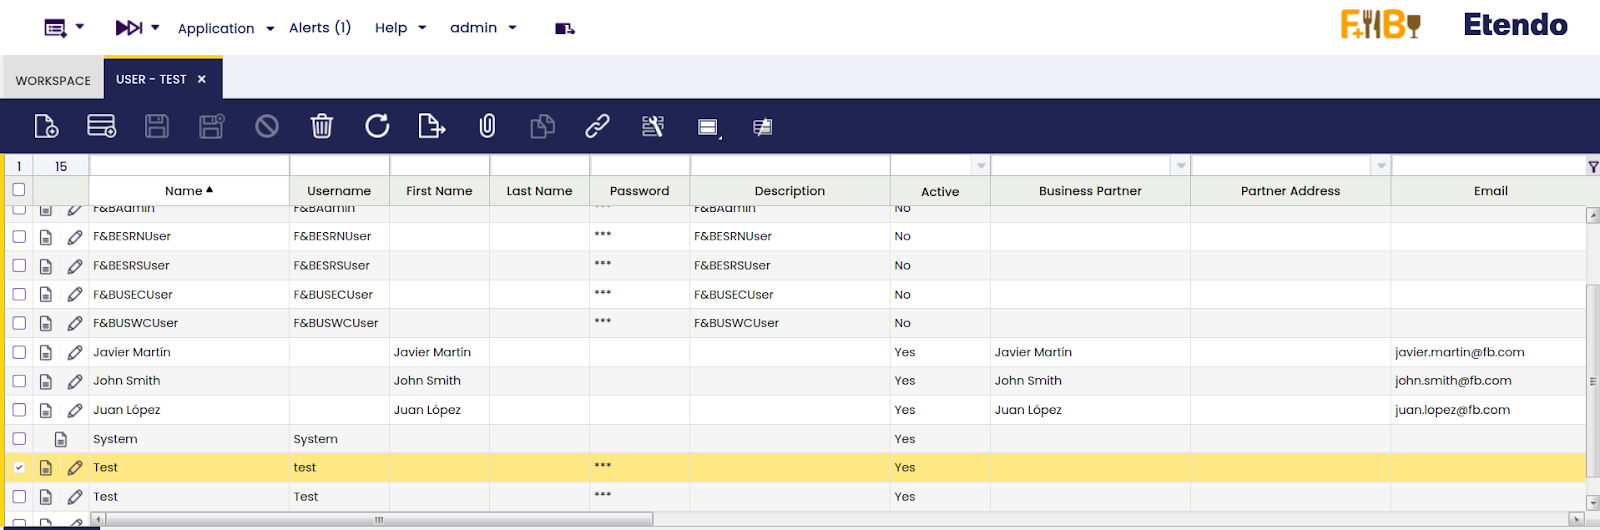 Application Alerts (1) Help admin F+B Etendo
WORKSPACE USER - TEST ×
1 15
Name Username First Name Last Name Password Description Active Business Partner Partner Address Email
F&BAdmin F&BAdmin *** F&BAdmin No
F&BESRNUser F&BESRNUser *** F&BESRNUser No
F&BESRSUser F&BESRSUser *** F&BESRSUser No
F&BUSECUser F&BUSECUser *** F&BUSECUser No
F&BUSWCUser F&BUSWCUser *** F&BUSWCUser No
Javier Martín Javier Martín Yes Javier Martín javier.martin@fb.com
John Smith John Smith Yes John Smith john.smith@fb.com
Juan López Juan López Yes Juan López juan.lopez@fb.com
System System Yes
Test test *** Yes
Test Test *** Yes